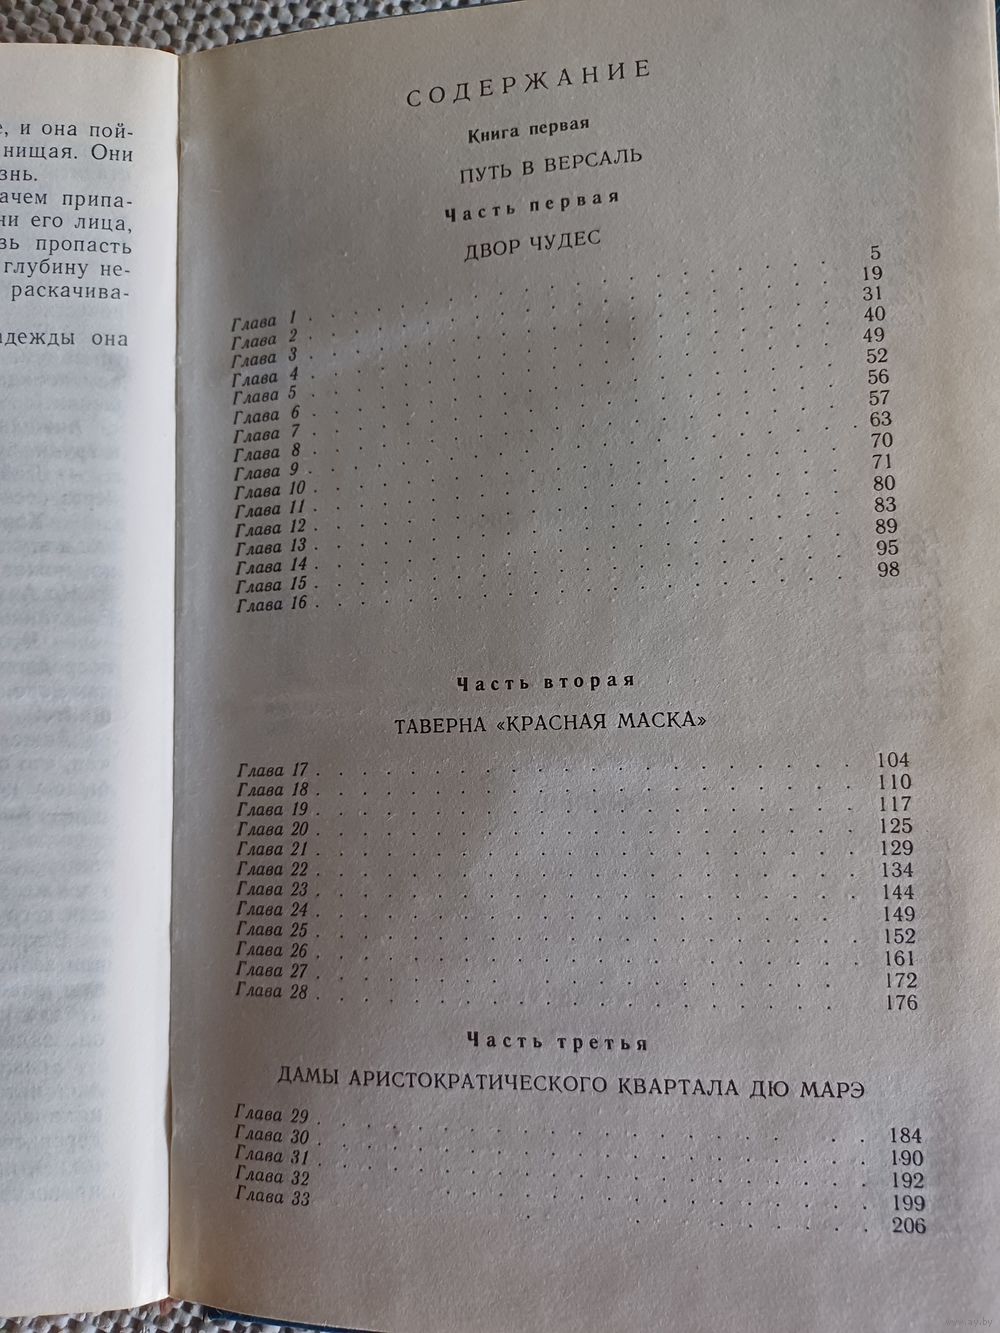 е, и она пой-
нищая. Они
знь.
ачем припа-
ни его лица,
зь пропасть
глубину не-
раскачива-
адежды она
СОДЕРЖАНИЕ
Книга первая
ПУТЬ В ВЕРСАЛЬ
Часть первая
ДВОР ЧУДЕС
Глава 1 . . . . . 5
Глава 2 . . . . . 19
Глава 3 . . . . . 31
Глава 4 . . . . . 40
Глава 5 . . . . . 49
Глава 6 . . . . . 52
Глава 7 . . . . . 56
Глава 8 . . . . . 57
Глава 9 . . . . . 63
Глава 10 . . . . . 70
Глава 11 . . . . . 71
Глава 12 . . . . . 80
Глава 13 . . . . . 83
Глава 14 . . . . . 89
Глава 15 . . . . . 95
Глава 16 . . . . . 98
Часть вторая
ТАВЕРНА «КРАСНАЯ МАСКА»
Глава 17 . . . . . 104
Глава 18 . . . . . 110
Глава 19 . . . . . 117
Глава 20 . . . . . 125
Глава 21 . . . . . 129
Глава 22 . . . . . 134
Глава 23 . . . . . 144
Глава 24 . . . . . 149
Глава 25 . . . . . 152
Глава 26 . . . . . 161
Глава 27 . . . . . 172
Глава 28 . . . . . 176
Часть третья
ДАМЫ АРИСТОКРАТИЧЕСКОГО КВАРТАЛА ДЮ МАРЭ
Глава 29 . . . . . 184
Глава 30 . . . . . 190
Глава 31 . . . . . 192
Глава 32 . . . . . 199
Глава 33 . . . . . 206
www.ay.by